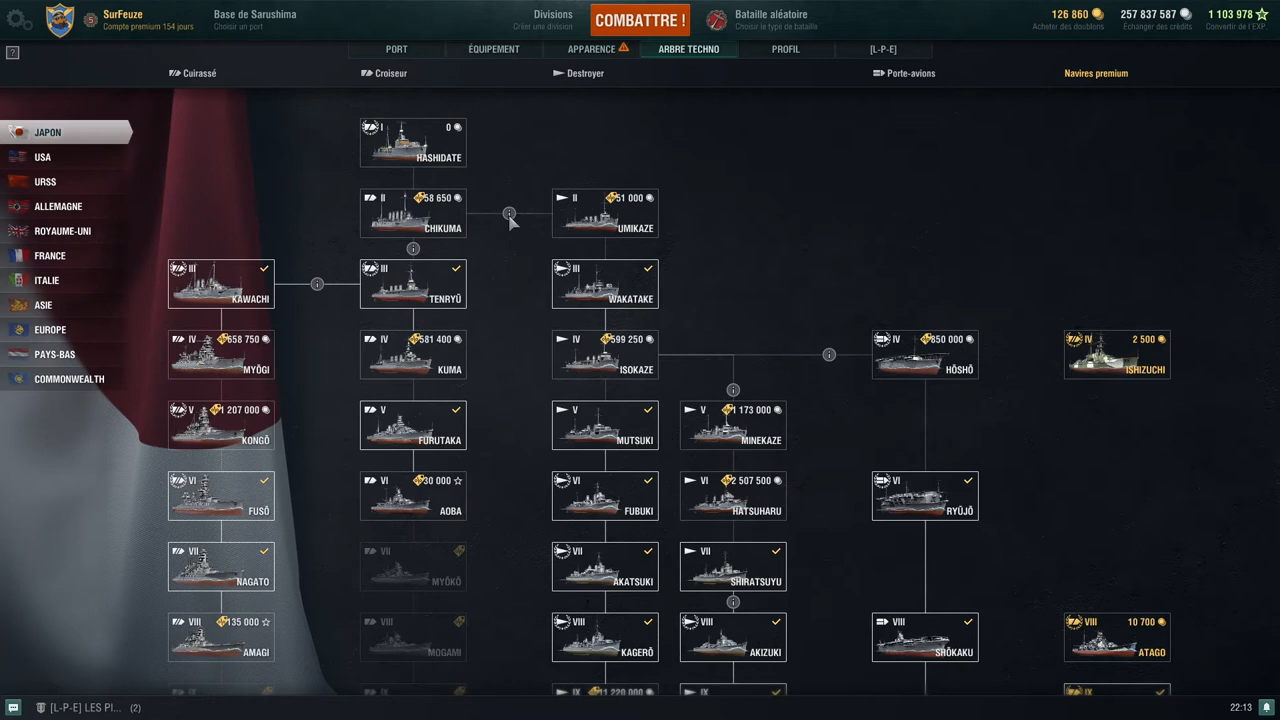 SurFeuze
5
Compte premium 154 jours
Base de Sarushima
Choisir un port
Divisions
Créer une division
COMBATTRE !
Bataille aléatoire
Choisir le type de bataille
126 860
Acheter des doublons
257 837 587
Échanger des crédits
1 103 978
Convertir de l'EXP.
?
PORT
ÉQUIPEMENT
APPARENCE
ARBRE TECHNO
PROFIL
[L-P-E]
Cuirassé
Croiseur
Destroyer
Porte-avions
Navires premium
JAPON
USA
URSS
ALLEMAGNE
ROYAUME-UNI
FRANCE
ITALIE
ASIE
EUROPE
PAYS-BAS
COMMONWEALTH
I 0
HASHIDATE
II 58 650
CHIKUMA
II 51 000
UMIKAZE
III
KAWACHI
III
TENRYŪ
III
WAKATAKE
IV 658 750
MYŌGI
IV 581 400
KUMA
IV 599 250
ISOKAZE
IV 850 000
HŌSHŌ
IV 2 500
ISHIZUCHI
V 1 207 000
KONGŌ
V
FURUTAKA
V
MUTSUKI
V 1 173 000
MINEKAZE
VI
FUSŌ
VI 30 000
AOBA
VI
FUBUKI
VI 2 507 500
HATSUHARU
VI
RYŪJŌ
VII
NAGATO
VII
MYŌKŌ
VII
AKATSUKI
VII
SHIRATSUYU
VIII 135 000
AMAGI
VIII
MOGAMI
VIII
KAGERŌ
VIII
AKIZUKI
VIII
SHŌKAKU
VIII 10 700
ATAGO
IX
IX
IX 11 220 000
IX
IX
[L-P-E] LES PI... (2)
22:13